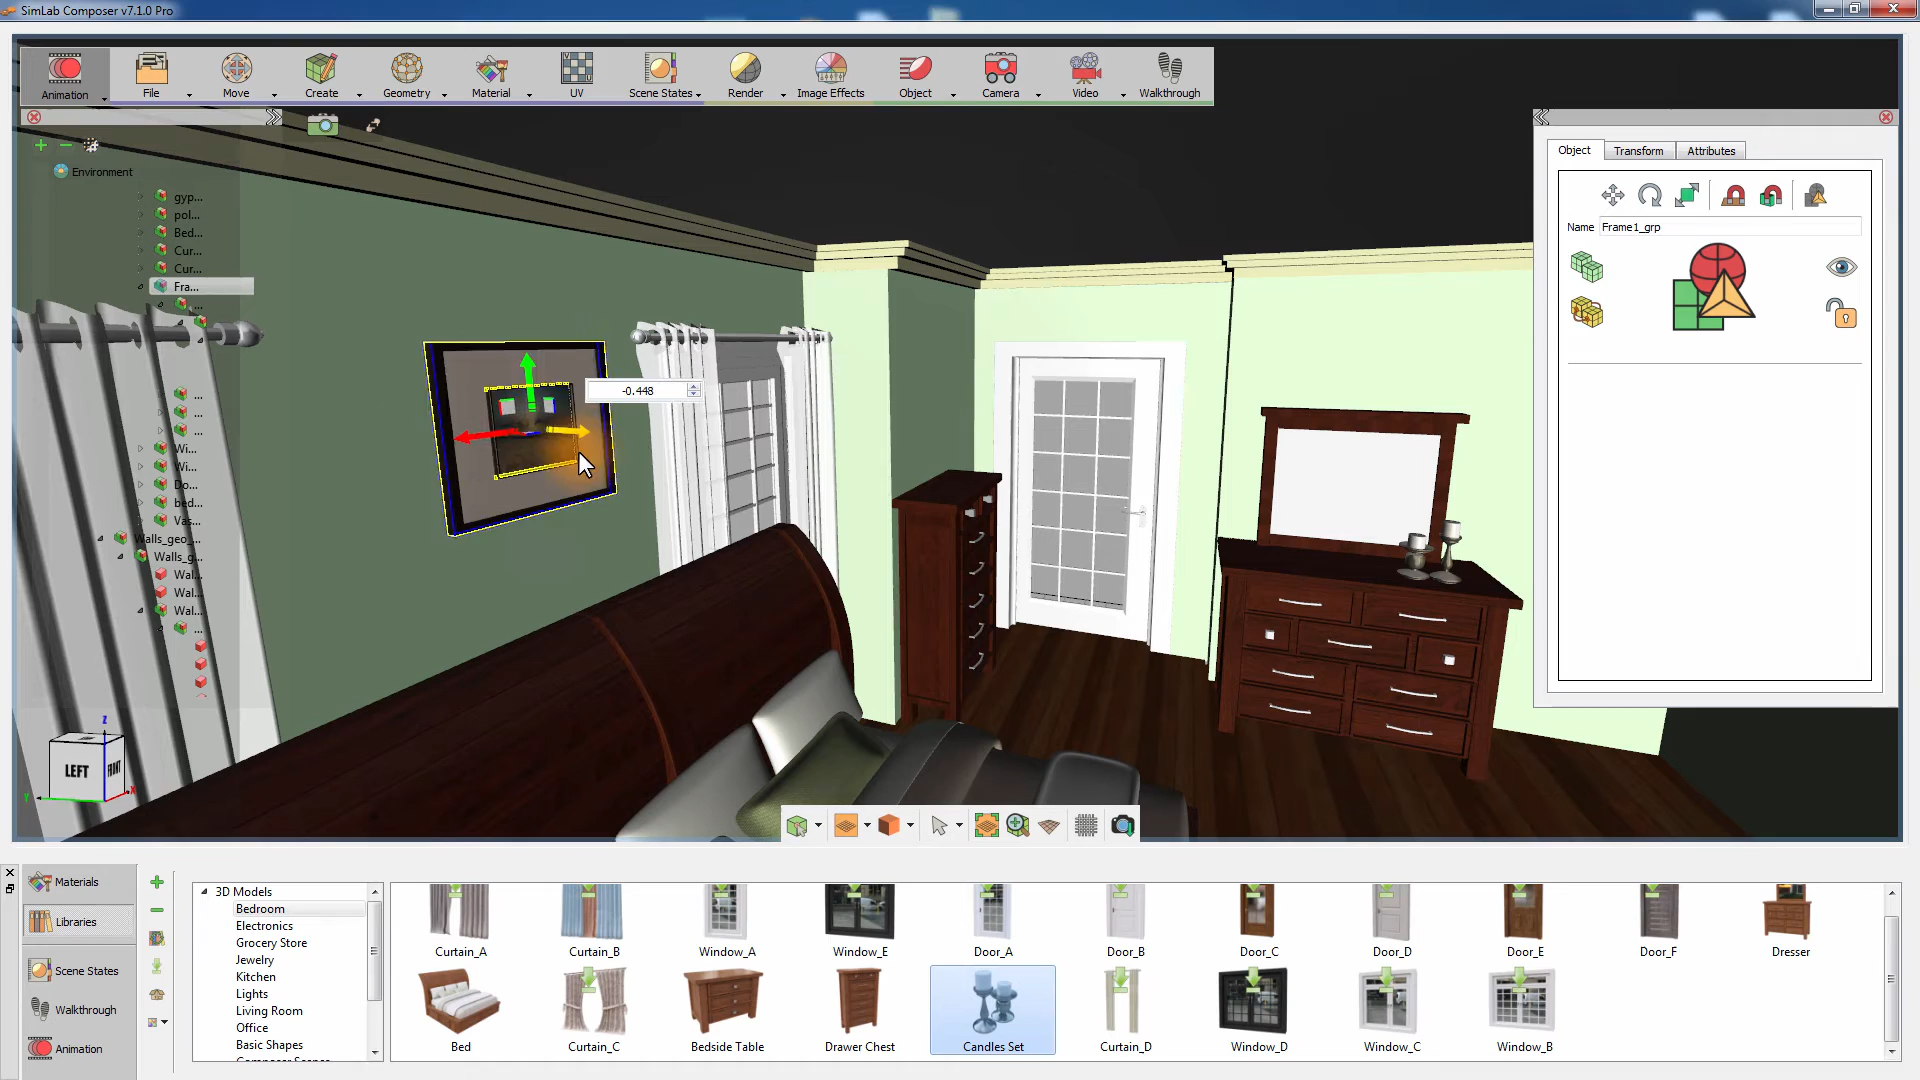 SimLab Composer v7.1.0 Pro
Animation
File
Move
Create
Geometry
Material
UV
Scene States
Render
Image Effects
Object
Camera
Video
Walkthrough
Environment
gyp...
pol...
Bed...
Cur...
Cur...
Fra...
...
...
...
...
Wi...
Wi...
Do...
bed...
Vas...
Walls_geo_...
Walls_g...
Wal...
Wal...
Wal...
...
-0.448
Object
Transform
Attributes
Name
Frame1_grp
Z
LEFT
FRONT
Y
X
Materials
Libraries
Scene States
Walkthrough
Animation
3D Models
Bedroom
Electronics
Grocery Store
Jewelry
Kitchen
Lights
Living Room
Office
Basic Shapes
Curtain_A
Curtain_B
Window_A
Window_E
Door_A
Door_B
Door_C
Door_D
Door_E
Door_F
Dresser
Bed
Curtain_C
Bedside Table
Drawer Chest
Candles Set
Curtain_D
Window_D
Window_C
Window_B